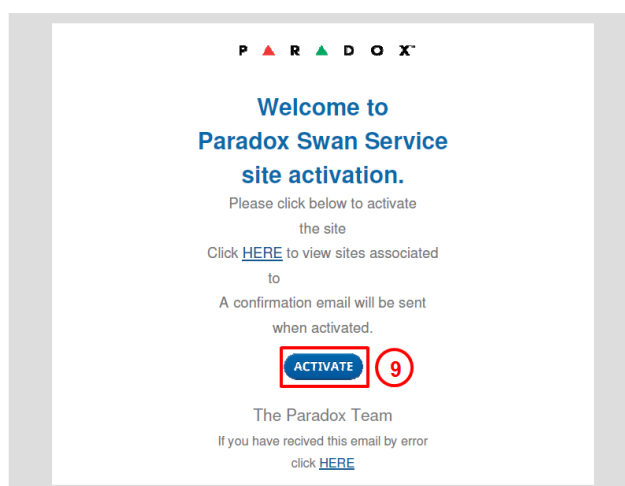 PARADOX™
Welcome to
Paradox Swan Service
site activation.
Please click below to activate
the site
Click HERE to view sites associated
to
A confirmation email will be sent
when activated.
ACTIVATE
9
The Paradox Team
If you have recived this email by error
click HERE